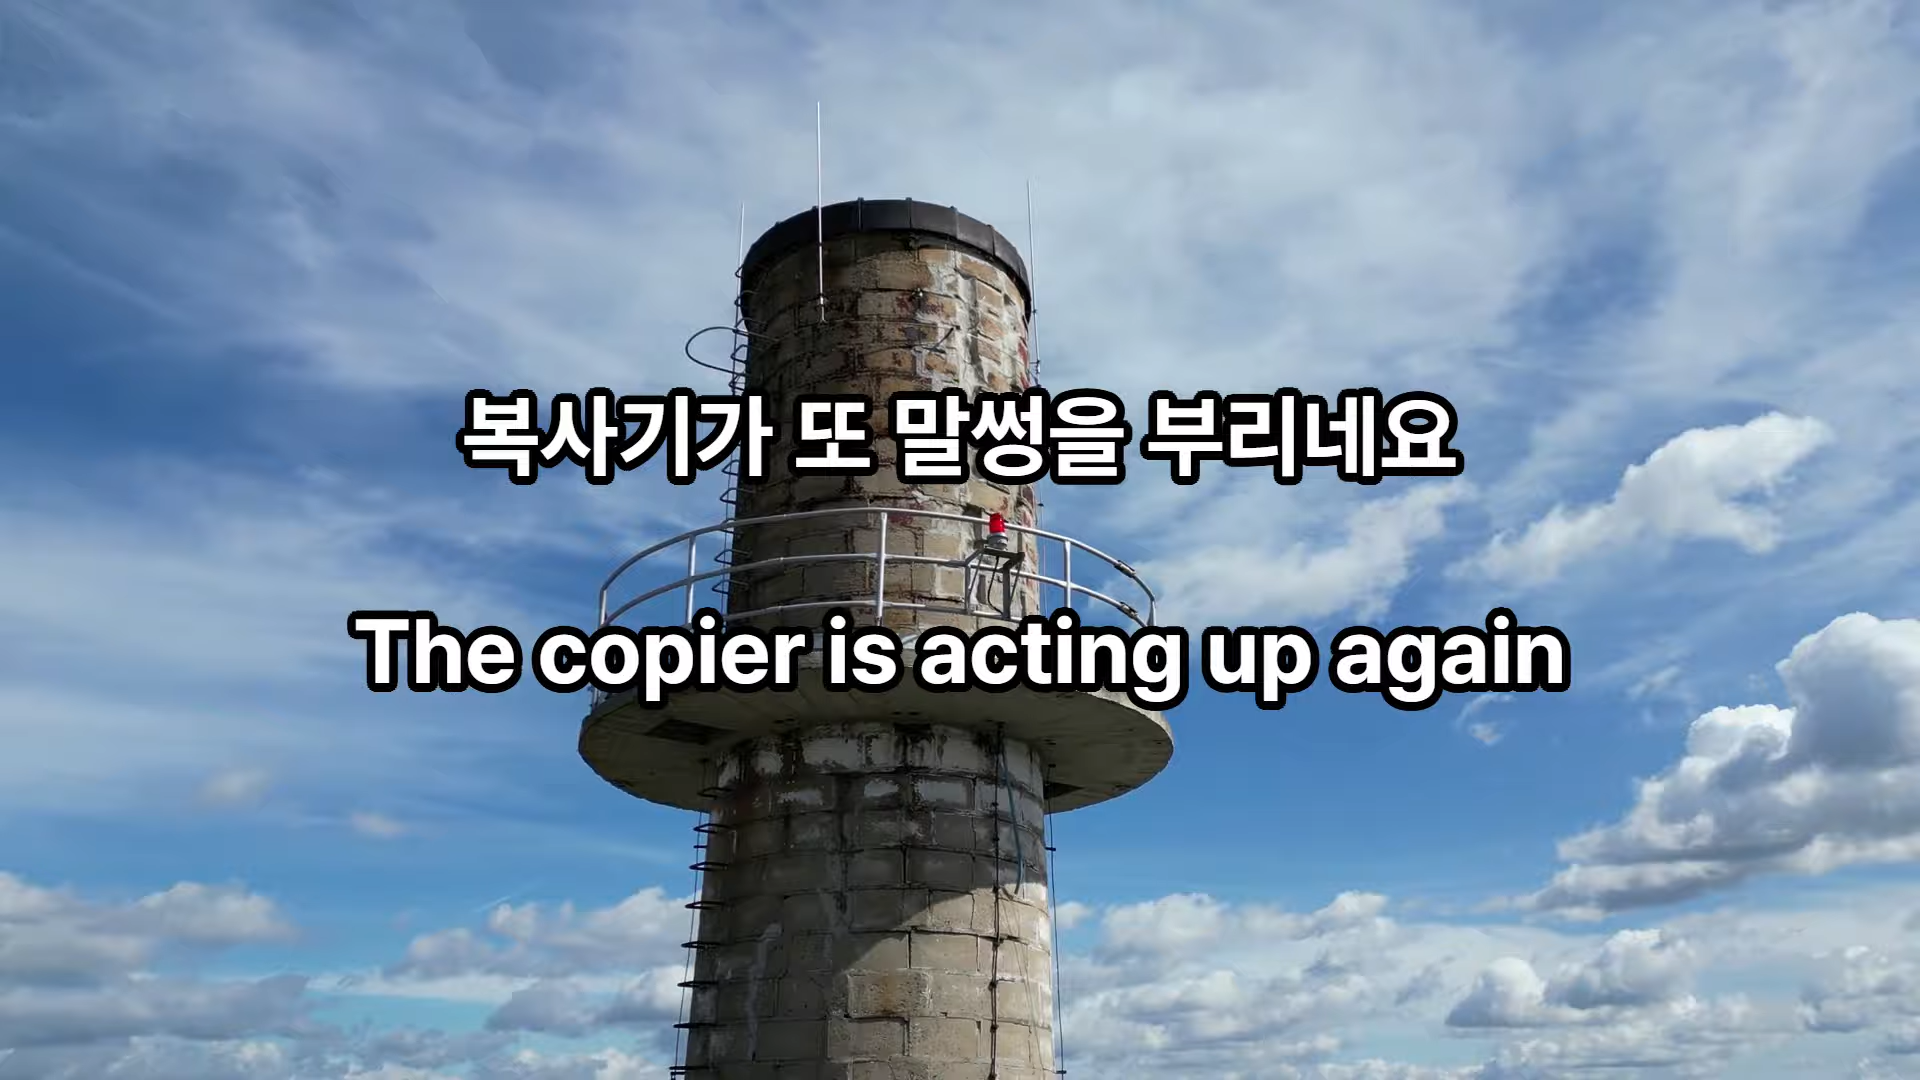 복사기가 또 말썽을 부리네요
The copier is acting up again